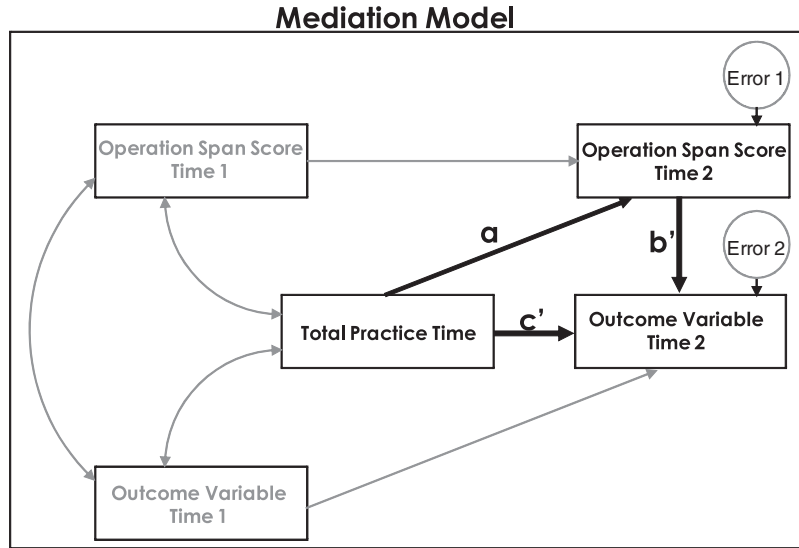 Mediation Model
Error 1
Operation Span Score
Time 1
Operation Span Score
Time 2
a
b’
Error 2
Total Practice Time
c’
Outcome Variable
Time 2
Outcome Variable
Time 1